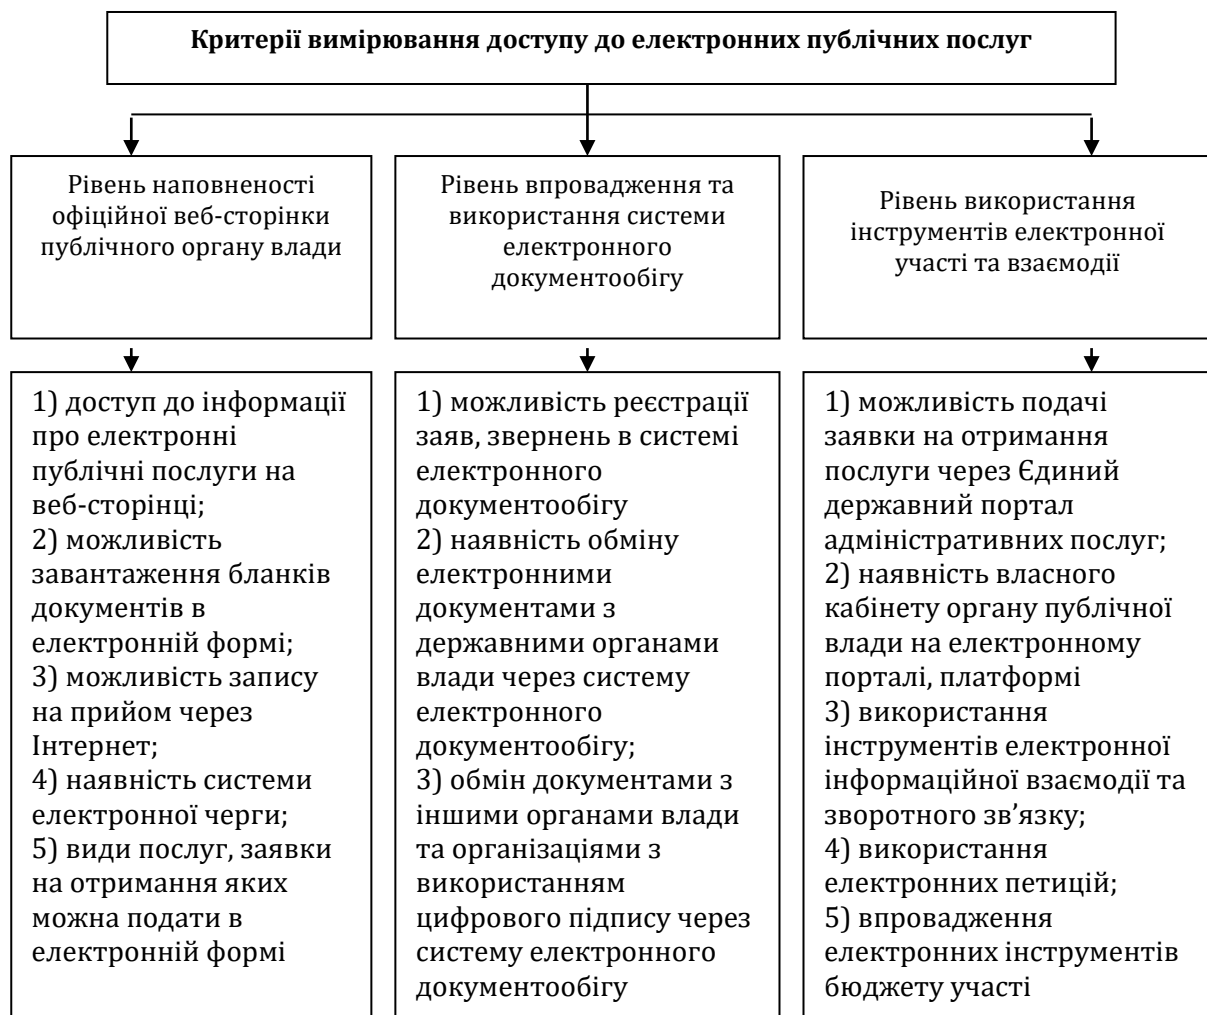 Критерії вимірювання доступу до електронних публічних послуг
Рівень наповненості
офіційної веб-сторінки
публічного органу влади
Рівень впровадження та
використання системи
електронного
документообігу
Рівень використання
інструментів електронної
участі та взаємодії
1) доступ до інформації
про електронні
публічні послуги на
веб-сторінці;
2) можливість
завантаження бланків
документів в
електронній формі;
3) можливість запису
на прийом через
Інтернет;
4) наявність системи
електронної черги;
5) види послуг, заявки
на отримання яких
можна подати в
електронній формі
1) можливість реєстрації
заяв, звернень в системі
електронного
документообігу
2) наявність обміну
електронними
документами з
державними органами
влади через систему
електронного
документообігу;
3) обмін документами з
іншими органами влади
та організаціями з
використанням
цифрового підпису через
систему електронного
документообігу
1) можливість подачі
заявки на отримання
послуги через Єдиний
державний портал
адміністративних послуг;
2) наявність власного
кабінету органу публічної
влади на електронному
порталі, платформі
3) використання
інструментів електронної
інформаційної взаємодії та
зворотного зв’язку;
4) використання
електронних петицій;
5) впровадження
електронних інструментів
бюджету участі